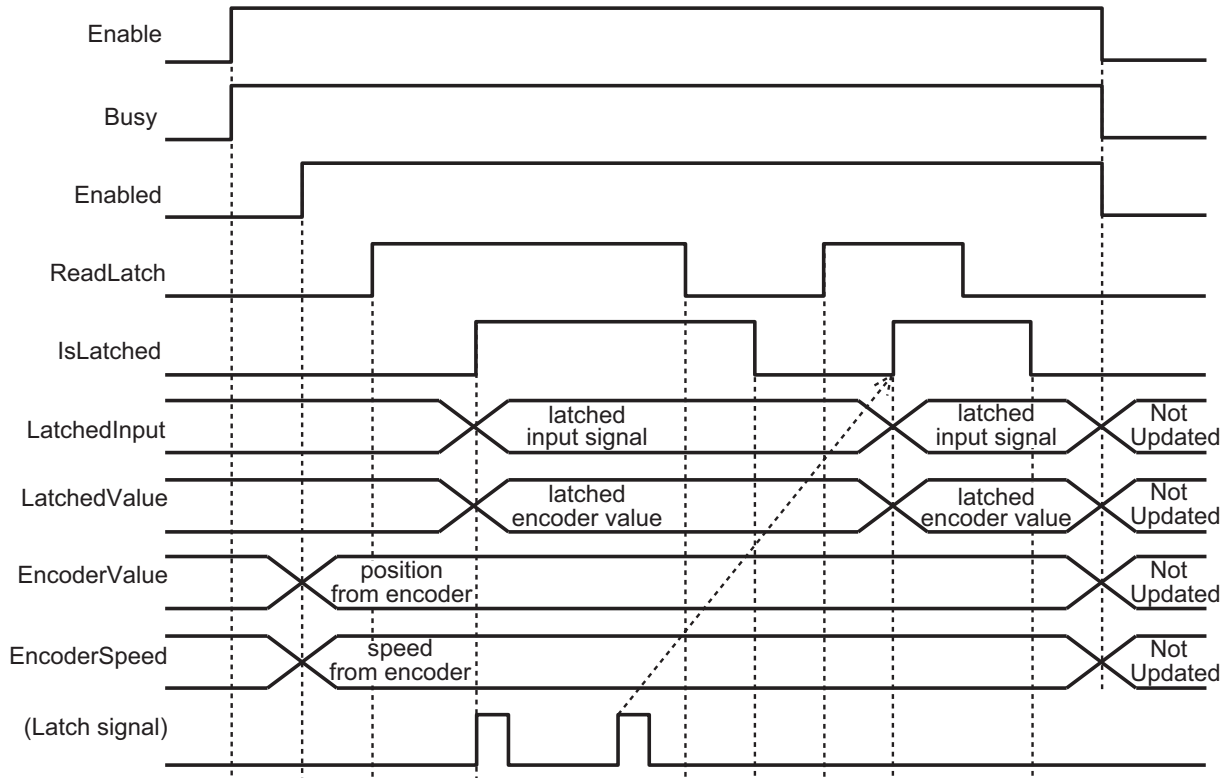 Enable
Busy
Enabled
ReadLatch
IsLatched
LatchedInput
latched
input signal
latched
input signal
Not
Updated
LatchedValue
latched
encoder value
latched
encoder value
Not
Updated
EncoderValue
position
from encoder
Not
Updated
EncoderSpeed
speed
from encoder
Not
Updated
(Latch signal)